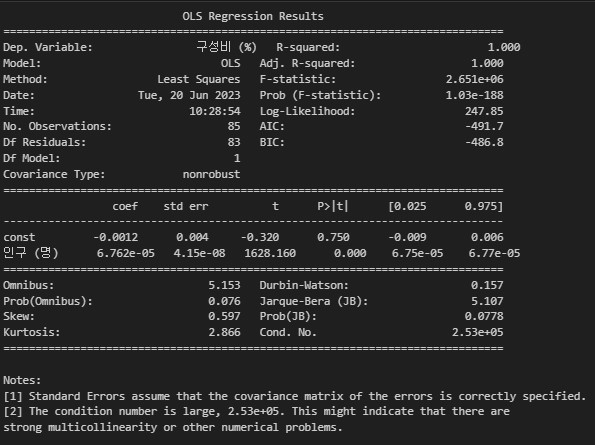 OLS Regression Results
==============================================================================
Dep. Variable: 구성비 (%) R-squared: 1.000
Model: OLS Adj. R-squared: 1.000
Method: Least Squares F-statistic: 2.651e+06
Date: Tue, 20 Jun 2023 Prob (F-statistic): 1.03e-188
Time: 10:28:54 Log-Likelihood: 247.85
No. Observations: 85 AIC: -491.7
Df Residuals: 83 BIC: -486.8
Df Model: 1
Covariance Type: nonrobust
==============================================================================
coef std err t P>|t| [0.025 0.975]
------------------------------------------------------------------------------
const -0.0012 0.004 -0.320 0.750 -0.009 0.006
인구 (명) 6.762e-05 4.15e-08 1628.160 0.000 6.75e-05 6.77e-05
==============================================================================
Omnibus: 5.153 Durbin-Watson: 0.157
Prob(Omnibus): 0.076 Jarque-Bera (JB): 5.107
Skew: 0.597 Prob(JB): 0.0778
Kurtosis: 2.866 Cond. No. 2.53e+05
==============================================================================
Notes:
[1] Standard Errors assume that the covariance matrix of the errors is correctly specified.
[2] The condition number is large, 2.53e+05. This might indicate that there are
strong multicollinearity or other numerical problems.